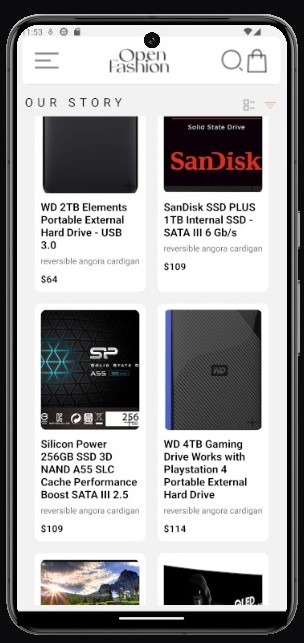 1:53
Open
Fashion
OUR STORY
Solid State Drive
SanDisk
WD 2TB Elements
Portable External
Hard Drive - USB
3.0
reversible angora cardigan
$64
SanDisk SSD PLUS
1TB Internal SSD -
SATA III 6 Gb/s
reversible angora cardigan
$109
SP
SOLID STATE D
A55
256
Silicon Power
256GB SSD 3D
NAND A55 SLC
Cache Performance
Boost SATA III 2.5
reversible angora cardigan
$109
WD
WD 4TB Gaming
Drive Works with
Playstation 4
Portable External
Hard Drive
reversible angora cardigan
$114
QLED